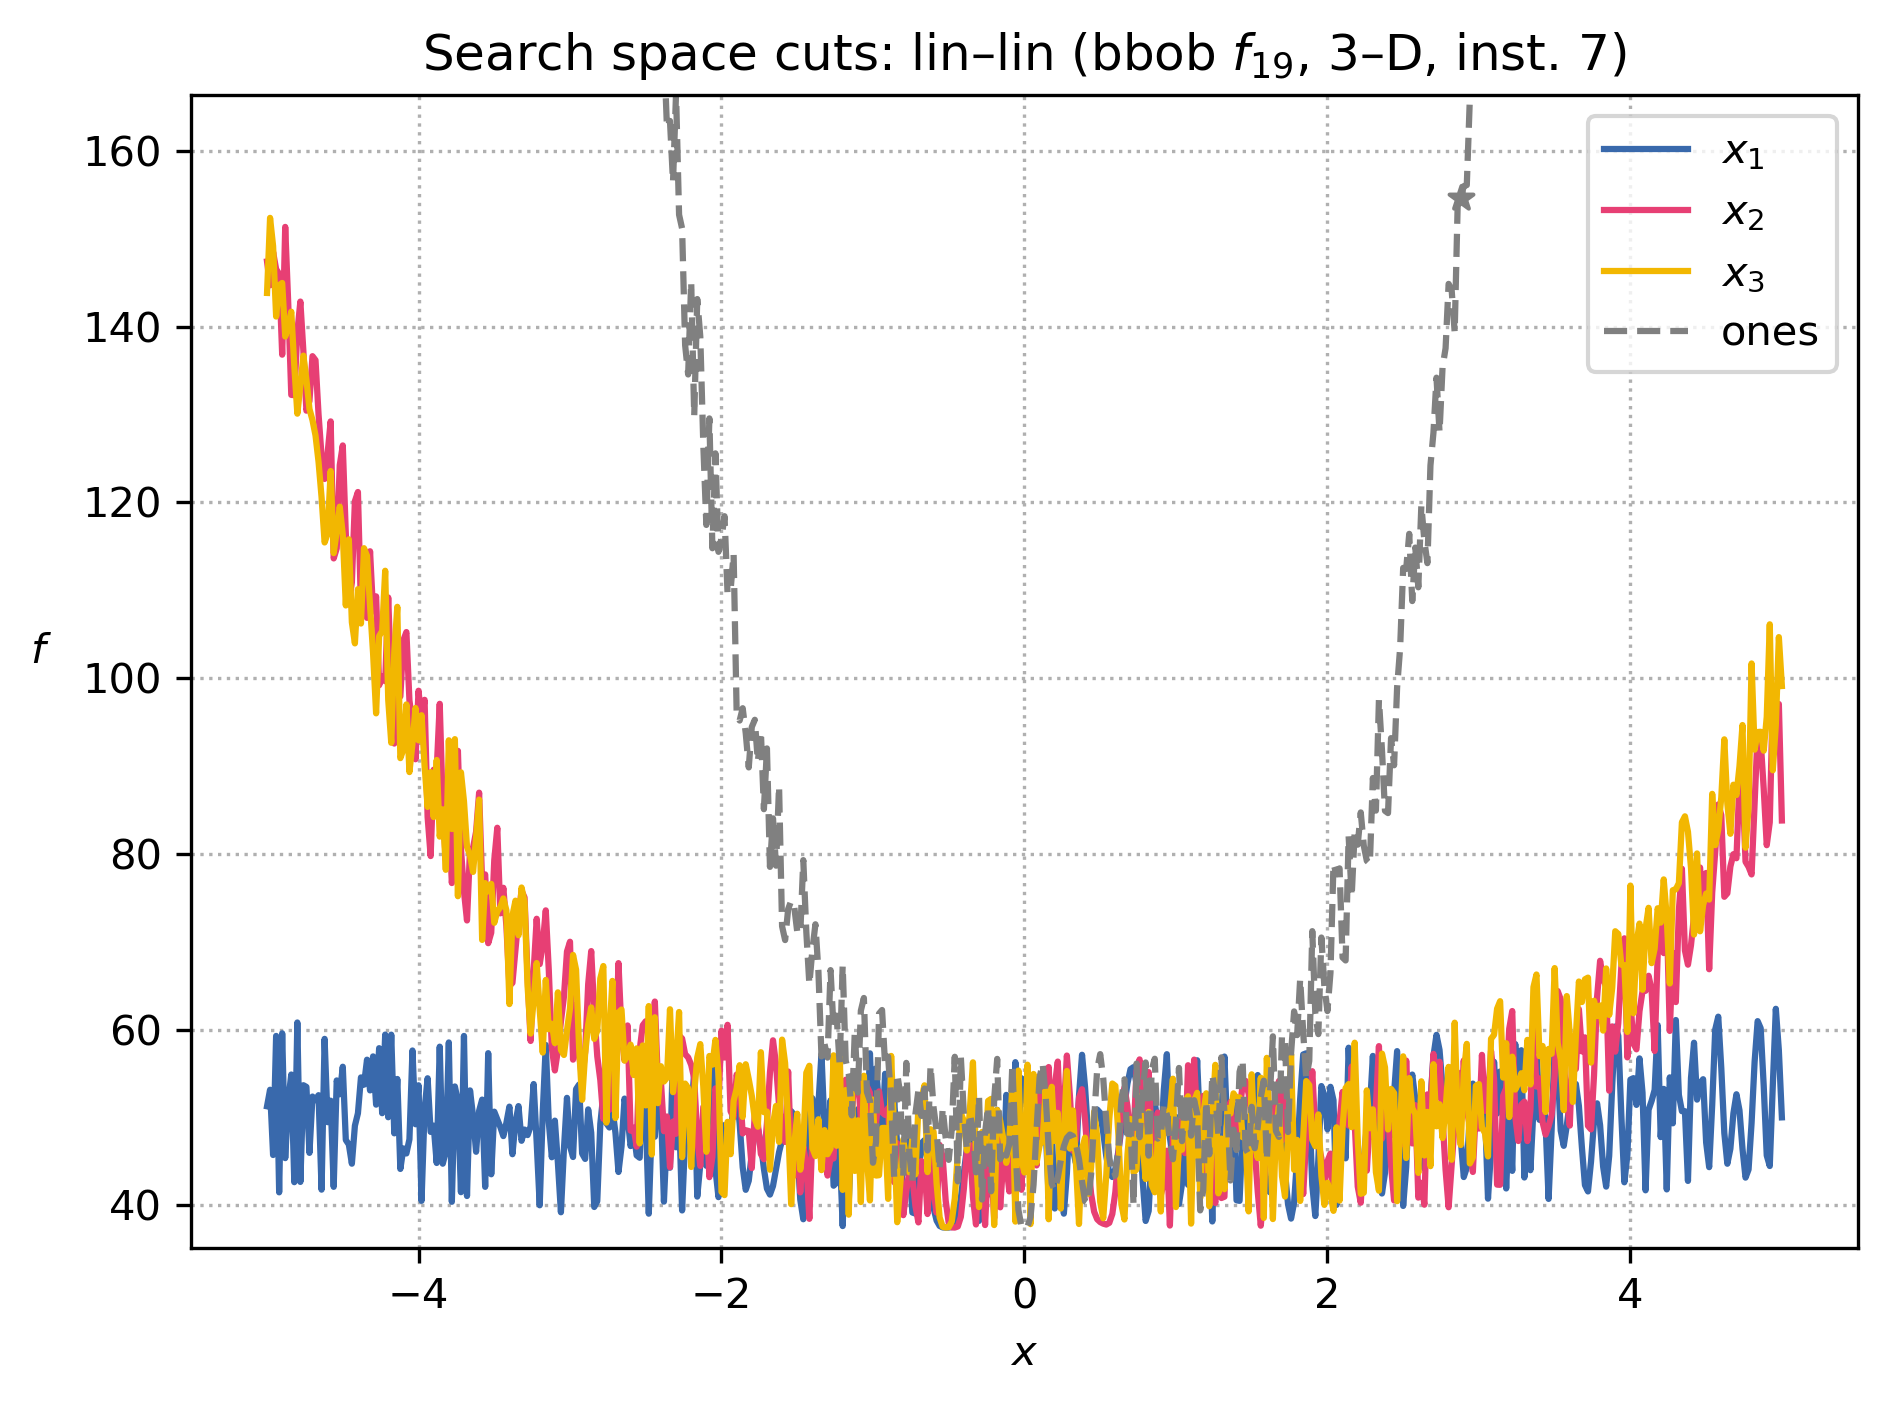 Search space cuts: lin–lin (bbob f₁₉, 3–D, inst. 7)
160
140
120
100
80
60
40
f
−4
−2
0
2
4
x
x₁
x₂
x₃
ones